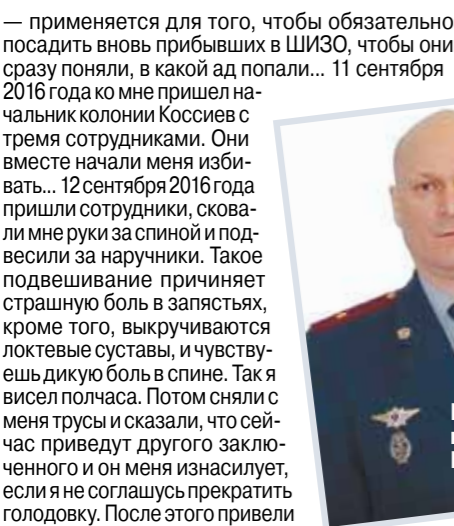 — применяется для того, чтобы обязательно
посадить вновь прибывших в ШИЗО, чтобы они
сразу поняли, в какой ад попали... 11 сентября
2016 года ко мне пришел на-
чальник колонии Коссиев с
тремя сотрудниками. Они
вместе начали меня изби-
вать... 12 сентября 2016 года
пришли сотрудники, скова-
ли мне руки за спиной и под-
весили за наручники. Такое
подвешивание причиняет
страшную боль в запястьях,
кроме того, выкручиваются
локтевые суставы, и чувству-
ешь дикую боль в спине. Так я
висел полчаса. Потом сняли с
меня трусы и сказали, что сей-
час приведут другого заклю-
ченного и он меня изнасилует,
если я не соглашусь прекратить
голодовку. После этого привели